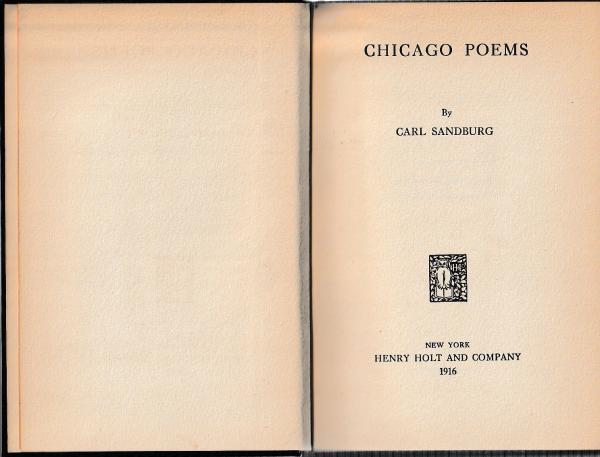 CHICAGO POEMS
By
CARL SANDBURG
NEW YORK
HENRY HOLT AND COMPANY
1916